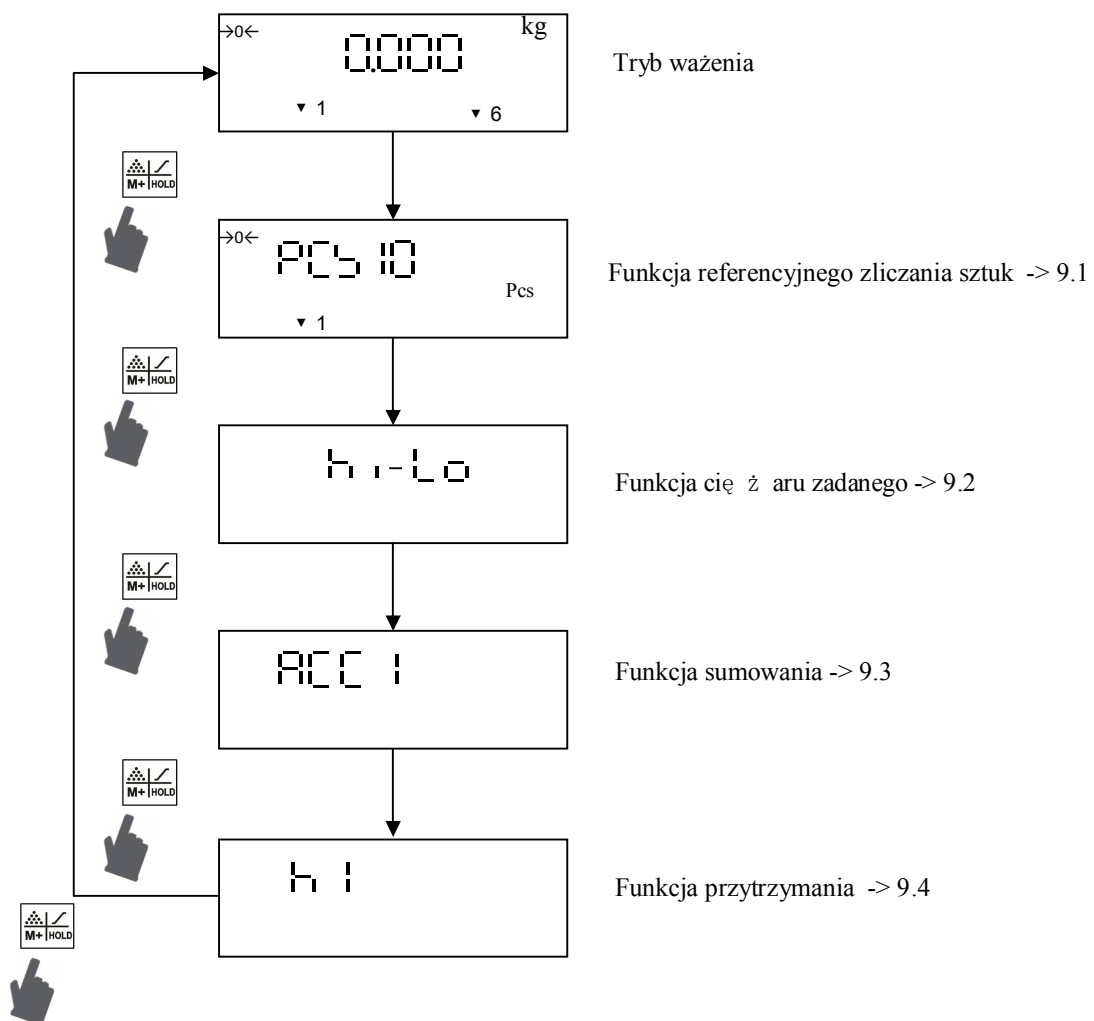 →0← kg
0.000
▼ 1 ▼ 6
Tryb ważenia
M+ HOLD
→0←
PCS 10
Pcs
▼ 1
Funkcja referencyjnego zliczania sztuk -> 9.1
M+ HOLD
hi-Lo
Funkcja cię ż aru zadanego -> 9.2
M+ HOLD
ACC 1
Funkcja sumowania -> 9.3
M+ HOLD
h 1
Funkcja przytrzymania -> 9.4
M+ HOLD